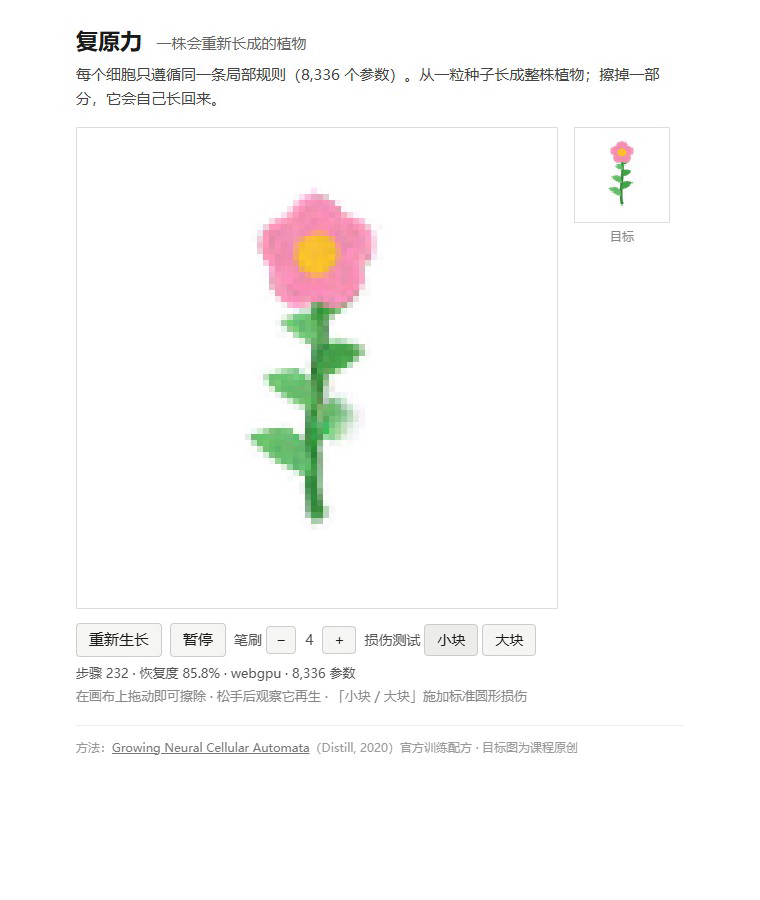 复原力 一株会重新长成的植物
每个细胞只遵循同一条局部规则（8,336 个参数）。从一粒种子长成整株植物；擦掉一部
分，它会自己长回来。
目标
重新生长 暂停 笔刷 − 4 + 损伤测试 小块 大块
步骤 232 · 恢复度 85.8% · webgpu · 8,336 参数
在画布上拖动即可擦除 · 松手后观察它再生 · 「小块 / 大块」施加标准圆形损伤
方法：Growing Neural Cellular Automata（Distill, 2020）官方训练配方 · 目标图为课程原创